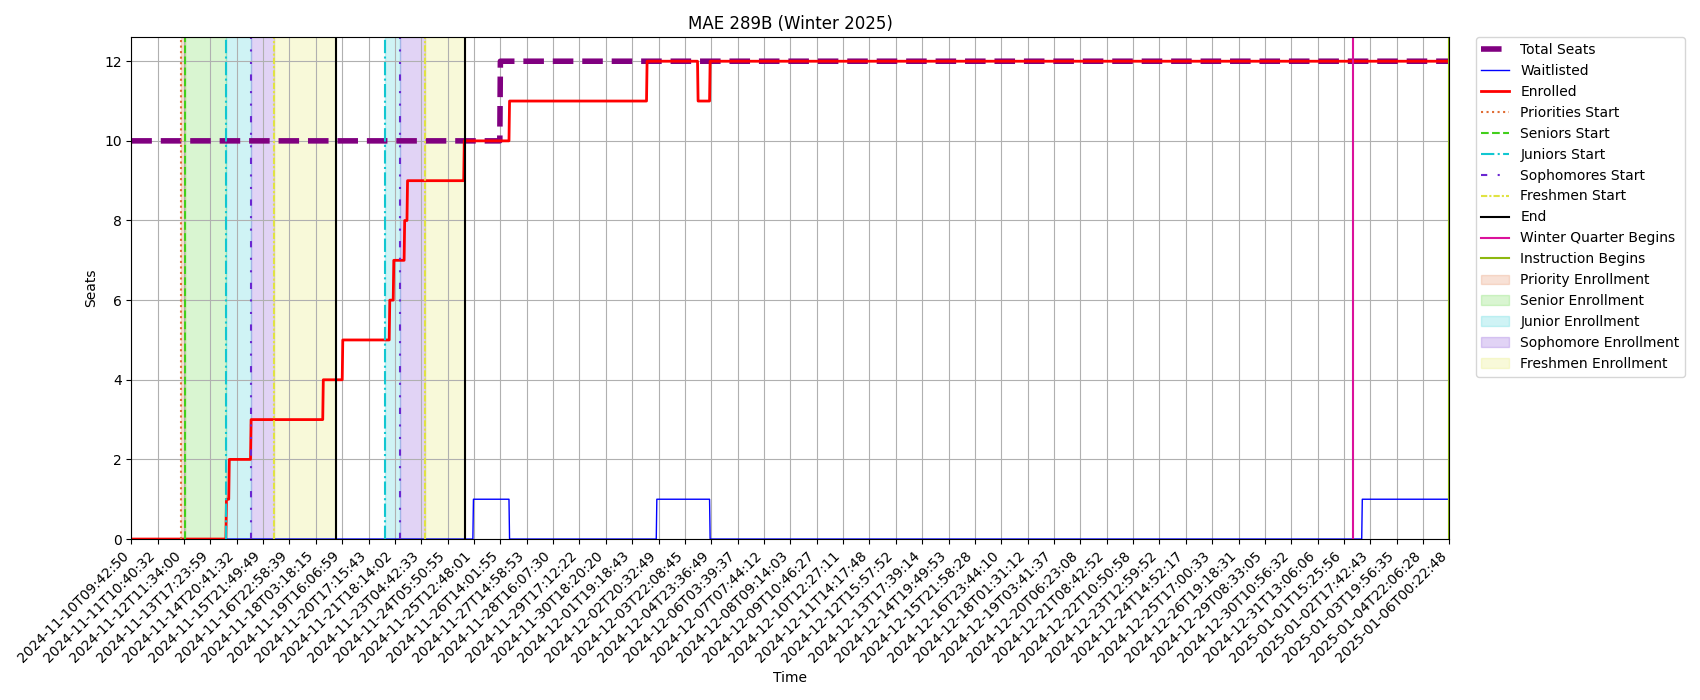 MAE 289B (Winter 2025)
Seats
12
10
8
6
4
2
0
2024-11-10T09:42:50
2024-11-11T10:40:32
2024-11-12T11:34:00
2024-11-13T17:23:59
2024-11-14T20:41:32
2024-11-15T21:49:49
2024-11-16T22:58:39
2024-11-18T03:18:15
2024-11-19T16:06:59
2024-11-20T17:15:43
2024-11-21T18:14:02
2024-11-23T04:42:33
2024-11-24T05:50:55
2024-11-25T12:48:01
2024-11-26T14:01:55
2024-11-27T14:58:53
2024-11-28T16:07:30
2024-11-29T17:12:22
2024-11-30T18:20:20
2024-12-01T19:18:43
2024-12-02T20:32:49
2024-12-03T22:08:45
2024-12-04T23:36:49
2024-12-06T03:39:37
2024-12-07T07:44:12
2024-12-08T09:14:03
2024-12-09T10:46:27
2024-12-10T12:27:11
2024-12-11T14:17:48
2024-12-12T15:57:52
2024-12-13T17:39:14
2024-12-14T19:49:53
2024-12-15T21:58:28
2024-12-16T23:44:10
2024-12-18T01:31:12
2024-12-19T03:41:37
2024-12-20T06:23:08
2024-12-21T08:42:52
2024-12-22T10:50:58
2024-12-23T12:59:52
2024-12-24T14:52:17
2024-12-25T17:00:33
2024-12-26T19:18:31
2024-12-29T08:33:05
2024-12-30T10:56:32
2024-12-31T13:06:06
2025-01-01T15:25:56
2025-01-02T17:42:43
2025-01-03T19:56:35
2025-01-04T22:06:28
2025-01-06T00:22:48
Time
Total Seats
Waitlisted
Enrolled
Priorities Start
Seniors Start
Juniors Start
Sophomores Start
Freshmen Start
End
Winter Quarter Begins
Instruction Begins
Priority Enrollment
Senior Enrollment
Junior Enrollment
Sophomore Enrollment
Freshmen Enrollment